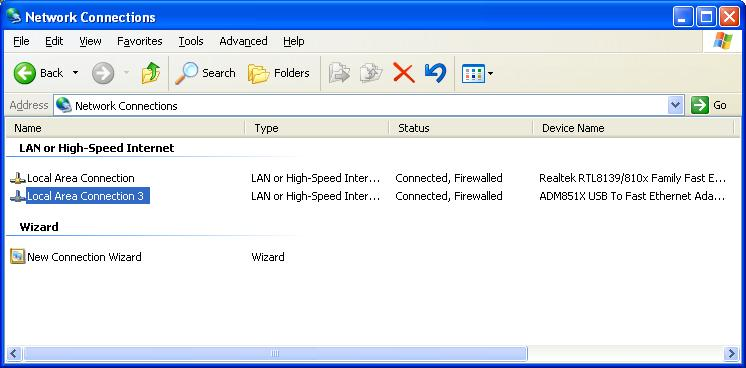 Network Connections
File Edit View Favorites Tools Advanced Help
Back Search Folders
Address Network Connections Go
Name Type Status Device Name
LAN or High-Speed Internet
Local Area Connection LAN or High-Speed Inter... Connected, Firewalled Realtek RTL8139/810x Family Fast E...
Local Area Connection 3 LAN or High-Speed Inter... Connected, Firewalled ADM851X USB To Fast Ethernet Ada...
Wizard
New Connection Wizard Wizard